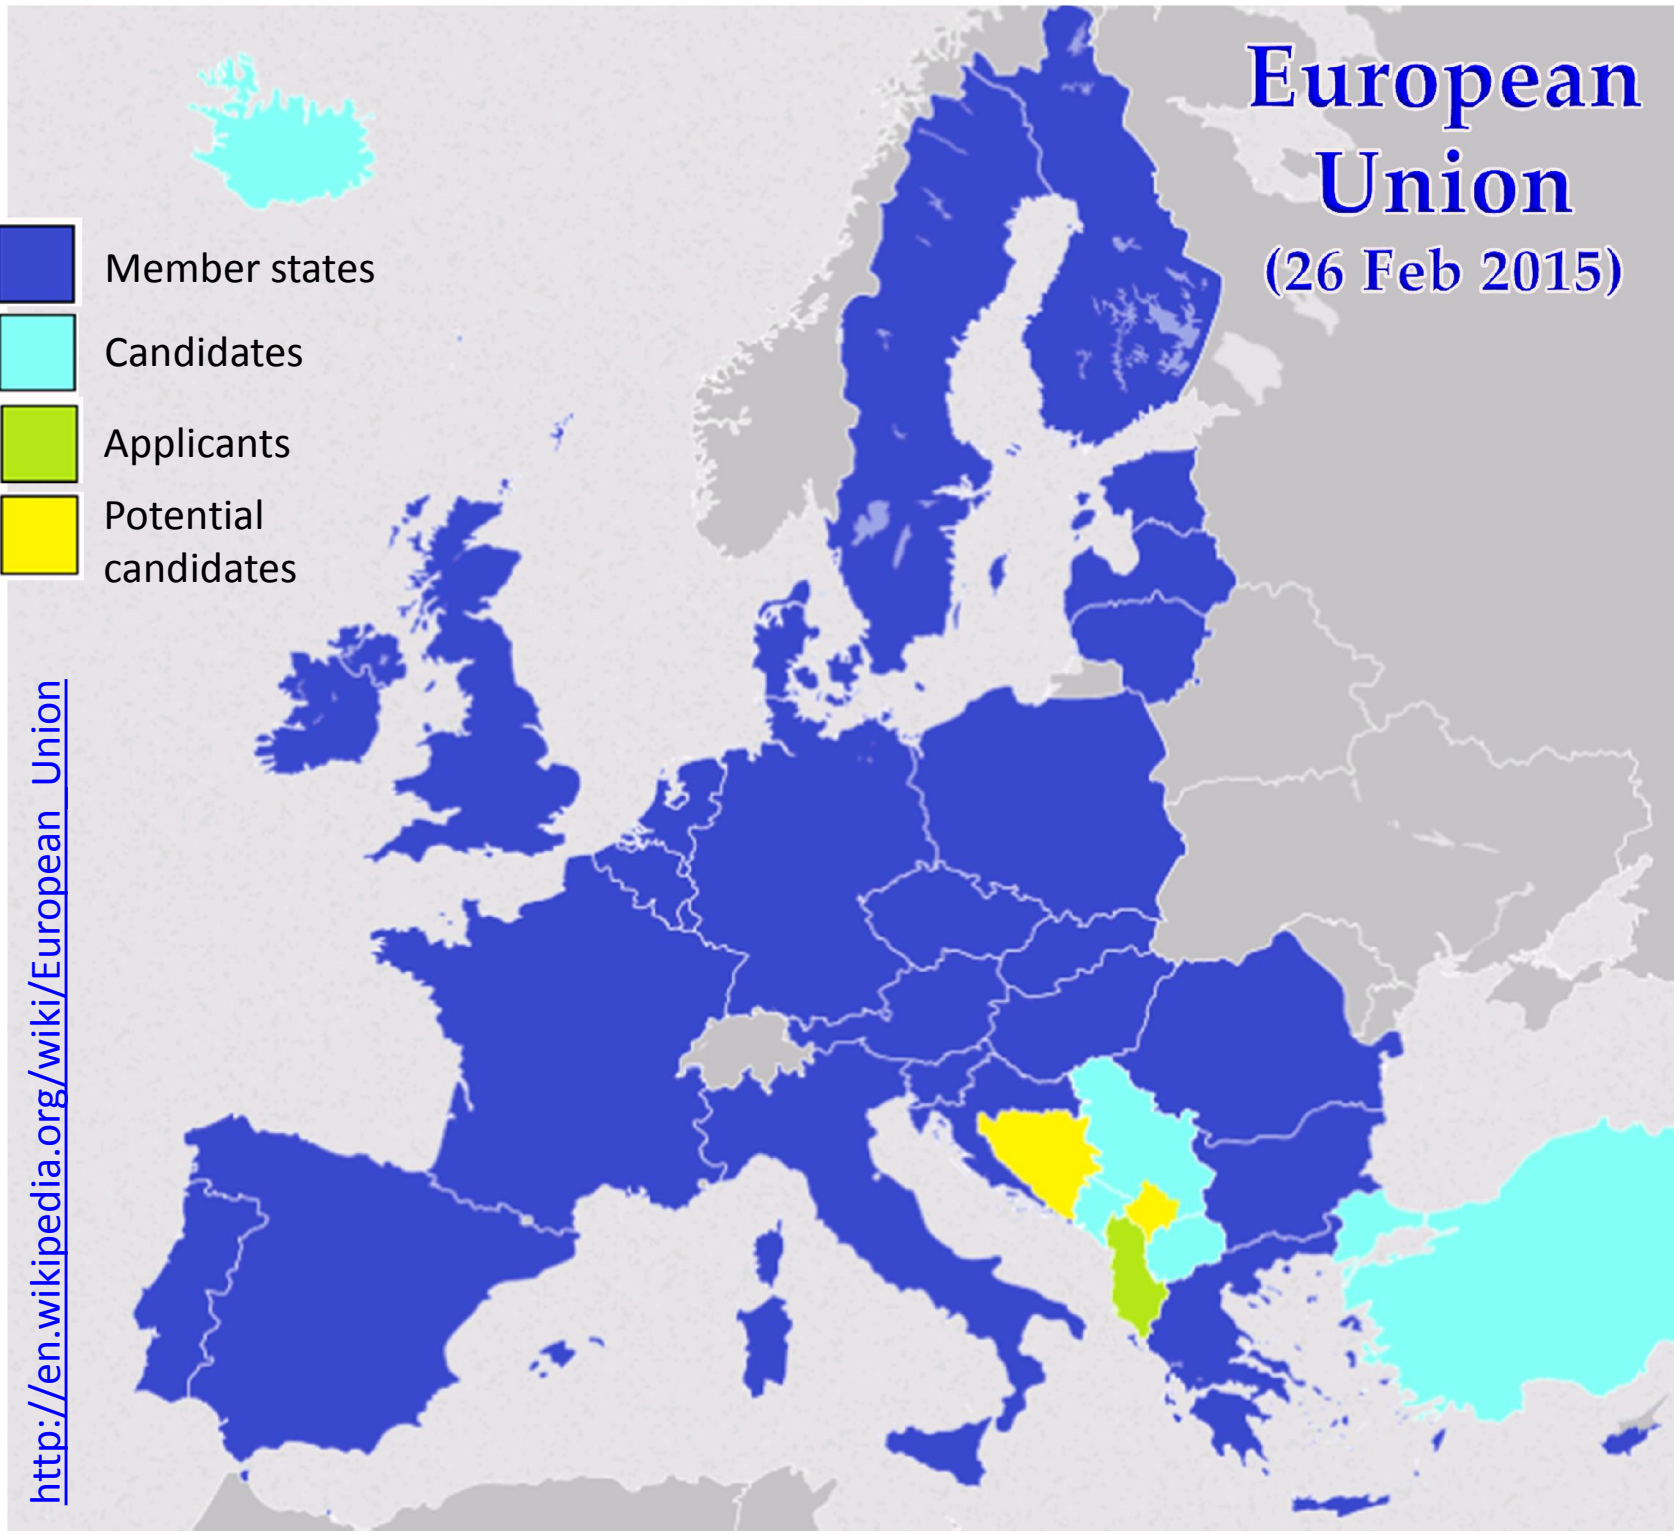 European
Union
(26 Feb 2015)
Member states
Candidates
Applicants
Potential
candidates
http://en.wikipedia.org/wiki/European_Union